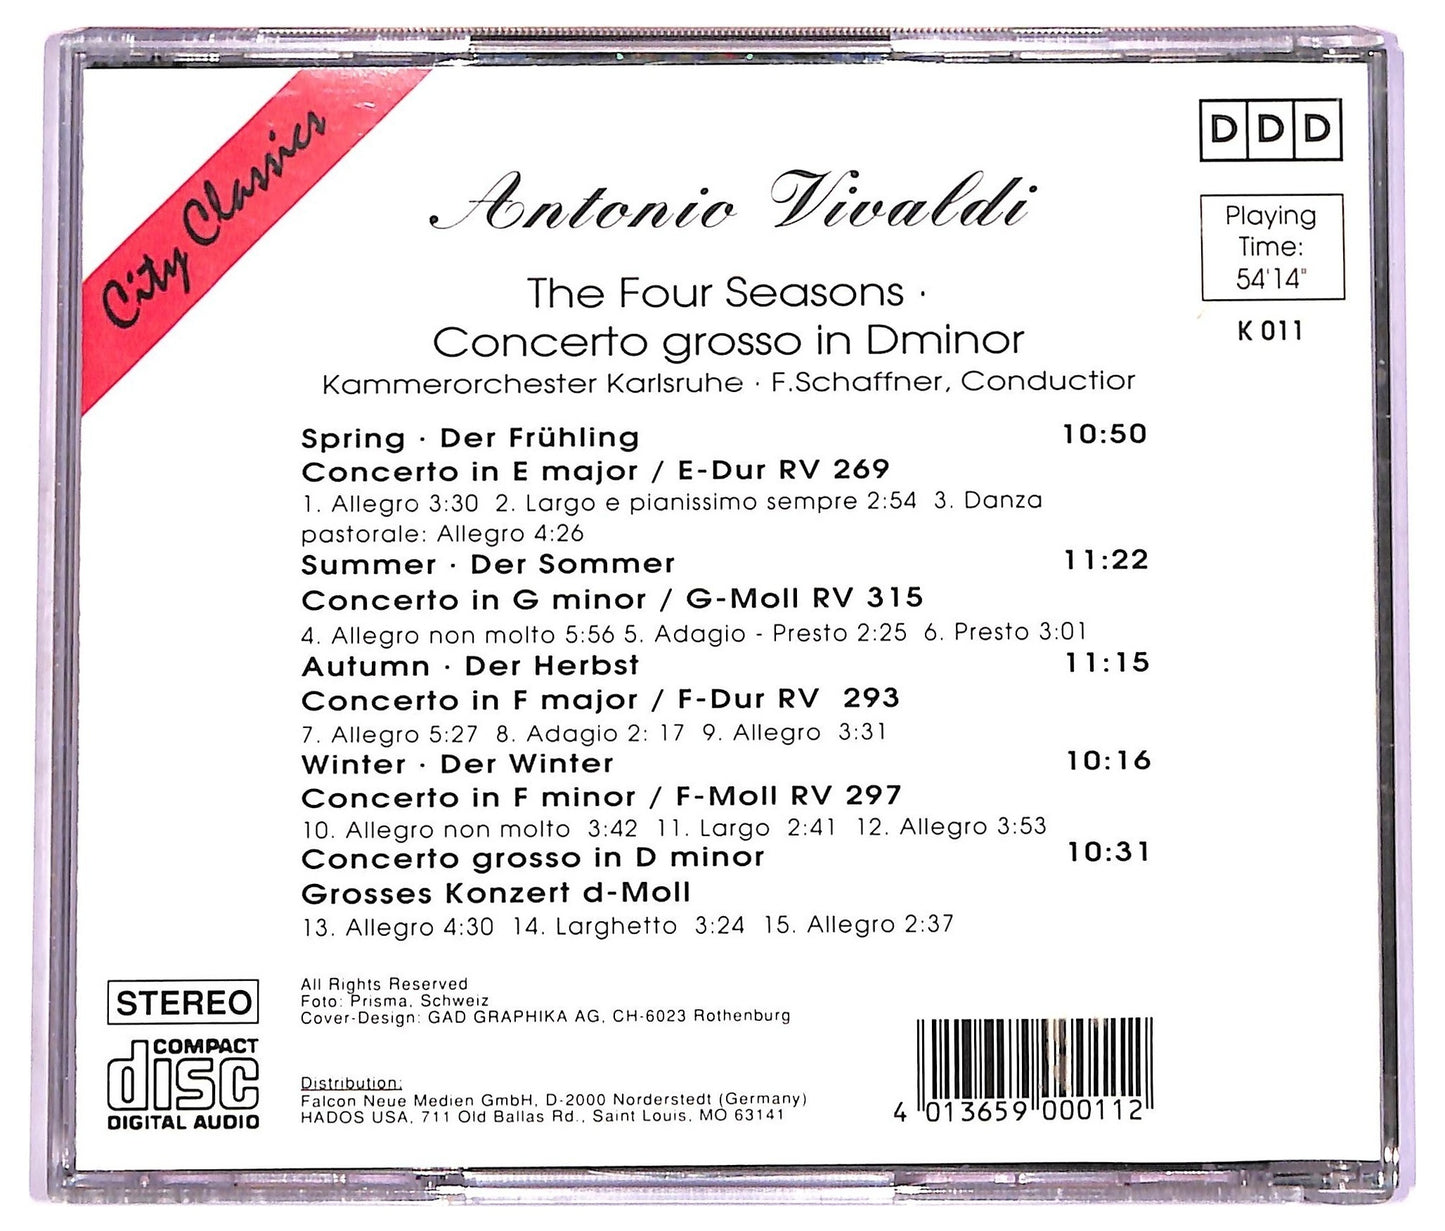 City Classics
DDD
Antonio Vivaldi
Playing
Time:
54'14"
K 011
The Four Seasons ·
Concerto grosso in Dminor
Kammerorchester Karlsruhe · F.Schaffner, Conductior
Spring · Der Frühling 10:50
Concerto in E major / E-Dur RV 269
1. Allegro 3:30 2. Largo e pianissimo sempre 2:54 3. Danza
pastorale: Allegro 4:26
Summer · Der Sommer 11:22
Concerto in G minor / G-Moll RV 315
4. Allegro non molto 5:56 5. Adagio - Presto 2:25 6. Presto 3:01
Autumn · Der Herbst 11:15
Concerto in F major / F-Dur RV 293
7. Allegro 5:27 8. Adagio 2: 17 9. Allegro 3:31
Winter · Der Winter 10:16
Concerto in F minor / F-Moll RV 297
10. Allegro non molto 3:42 11. Largo 2:41 12. Allegro 3:53
Concerto grosso in D minor 10:31
Grosses Konzert d-Moll
13. Allegro 4:30 14. Larghetto 3:24 15. Allegro 2:37
STEREO
COMPACT
disc
DIGITAL AUDIO
All Rights Reserved
Foto: Prisma, Schweiz
Cover-Design: GAD GRAPHIKA AG, CH-6023 Rothenburg
Distribution:
Falcon Neue Medien GmbH, D-2000 Norderstedt (Germany)
HADOS USA, 711 Old Ballas Rd., Saint Louis, MO 63141
4 013659 000112